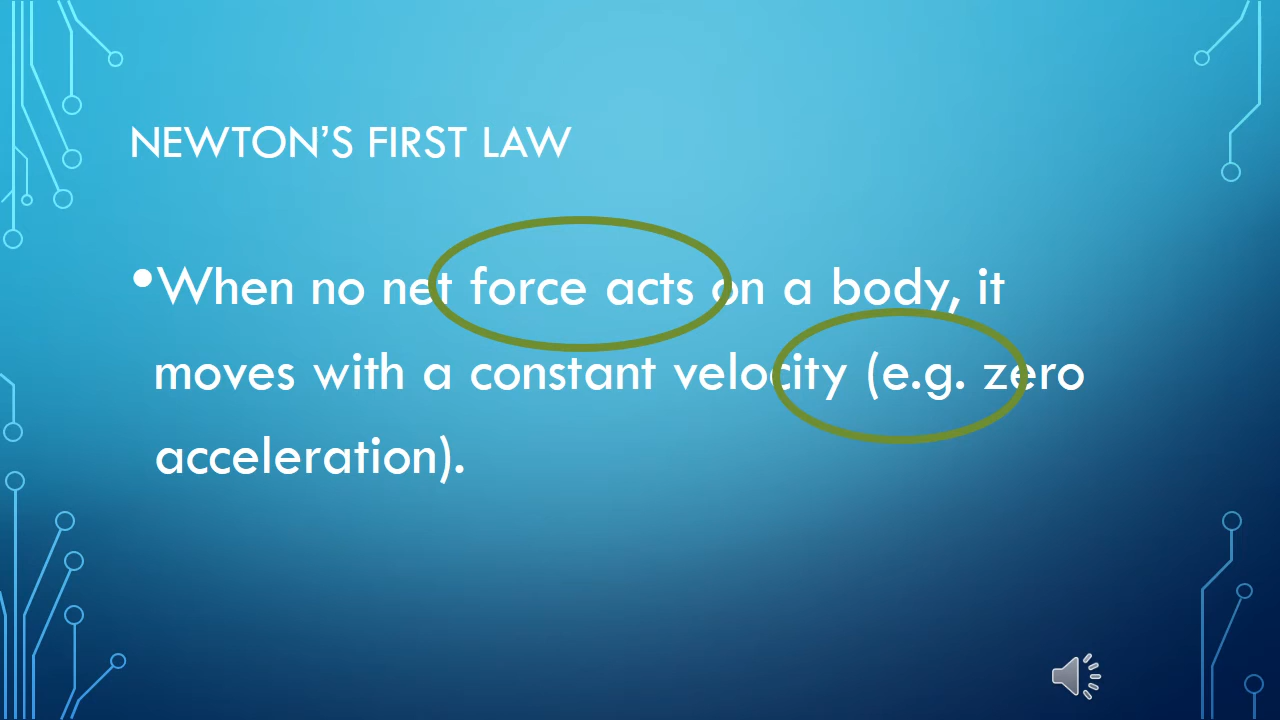 NEWTON’S FIRST LAW
•When no net force acts on a body, it
moves with a constant velocity (e.g. zero
acceleration).